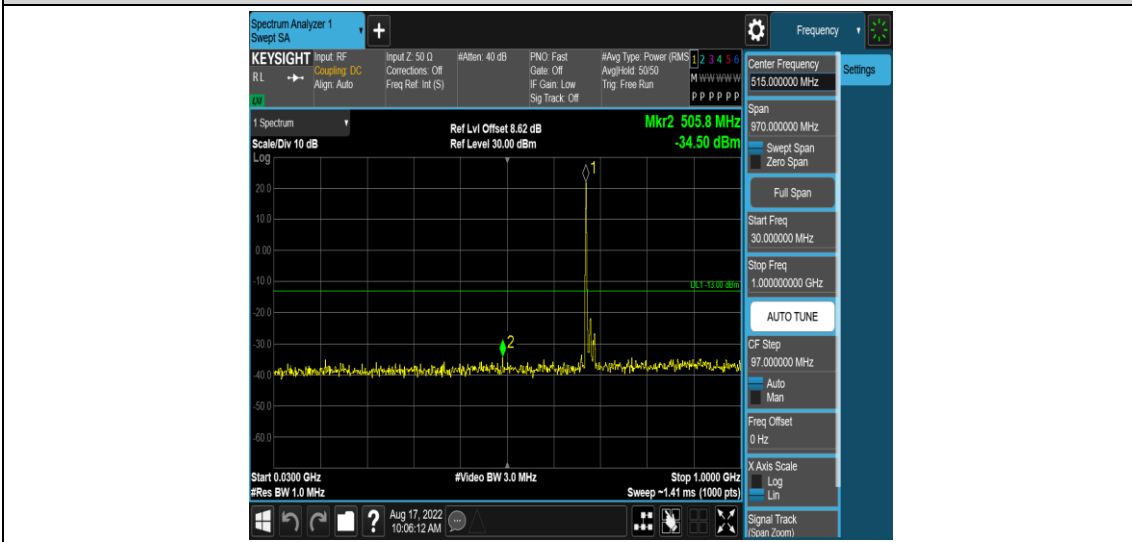 Spectrum Analyzer 1
Swept SA
+
Frequency
KEYSIGHT
RL
LXI
Input: RF
Coupling: DC
Align: Auto
Input Z: 50 Ω
Corrections: Off
Freq Ref: Int (S)
#Atten: 40 dB
PNO: Fast
Gate: Off
IF Gain: Low
Sig Track: Off
#Avg Type: Power (RMS
Avg|Hold: 50/50
Trig: Free Run
1 2 3 4 5 6
M W W W W W
P P P P P P
Center Frequency
515.000000 MHz
Settings
Span
970.000000 MHz
Swept Span
Zero Span
Full Span
Start Freq
30.000000 MHz
Stop Freq
1.000000000 GHz
AUTO TUNE
CF Step
97.000000 MHz
Auto
Man
Freq Offset
0 Hz
X Axis Scale
Log
Lin
Signal Track
(Span Zoom)
1 Spectrum
Scale/Div 10 dB
Log
Ref Lvl Offset 8.62 dB
Ref Level 30.00 dBm
Mkr2 505.8 MHz
-34.50 dBm
1
20.0
10.0
0.00
-10.0
DL1 -13.00 dBm
-20.0
-30.0
2
-40.0
-50.0
-60.0
Start 0.0300 GHz
#Res BW 1.0 MHz
#Video BW 3.0 MHz
Stop 1.0000 GHz
Sweep ~1.41 ms (1000 pts)
?
Aug 17, 2022
10:06:12 AM